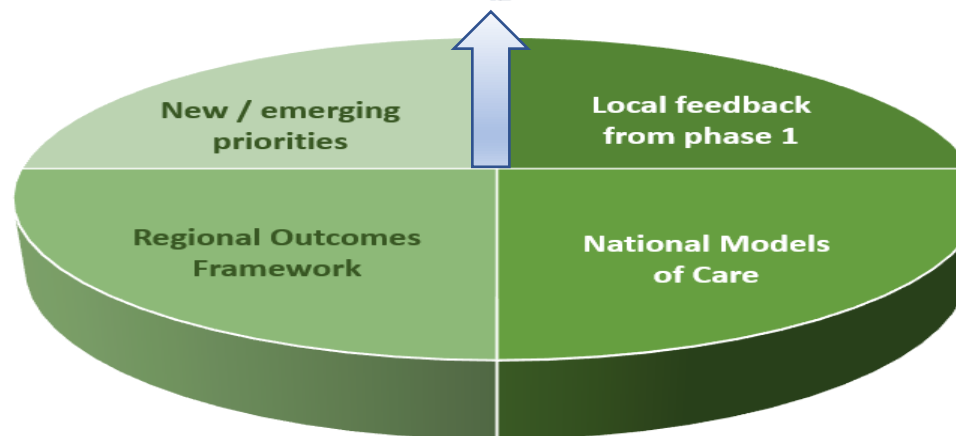 New / emerging
priorities
Local feedback
from phase 1
Regional Outcomes
Framework
National Models
of Care